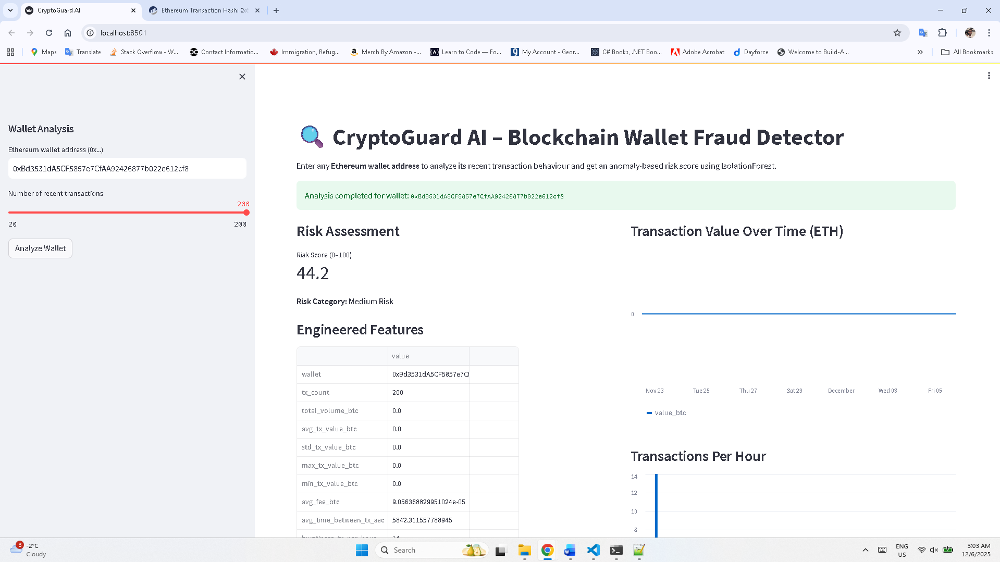 CryptoGuard AI
Ethereum Transaction Hash: 0x
localhost:8501
Maps
Translate
Stack Overflow - W...
Contact Informatio...
Immigration, Refug...
Merch By Amazon -...
Learn to Code — Fo...
My Account - Geor...
C# Books, .NET Boo...
Adobe Acrobat
Dayforce
Welcome to Build-A...
All Bookmarks
Wallet Analysis
Ethereum wallet address (0x...)
0xBd3531dA5CF5857e7CfAA92426877b022e612cf8
Number of recent transactions
200
20
200
Analyze Wallet
CryptoGuard AI – Blockchain Wallet Fraud Detector
Enter any Ethereum wallet address to analyze its recent transaction behaviour and get an anomaly-based risk score using IsolationForest.
Analysis completed for wallet: 0xBd3531dA5CF5857e7CfAA92426877b022e612cf8
Risk Assessment
Risk Score (0–100)
44.2
Risk Category: Medium Risk
Engineered Features
value
wallet 0xBd3531dA5CF5857e7Cf
tx_count 200
total_volume_btc 0.0
avg_tx_value_btc 0.0
std_tx_value_btc 0.0
max_tx_value_btc 0.0
min_tx_value_btc 0.0
avg_fee_btc 9.056368829951024e-05
avg_time_between_tx_sec 5842.311557788945
Transaction Value Over Time (ETH)
0
Nov 23 Tue 25 Thu 27 Sat 29 December Wed 03 Fri 05
value_btc
Transactions Per Hour
14
12
10
8
3
-2°C
Cloudy
Search
ENG
US
3:03 AM
12/6/2025